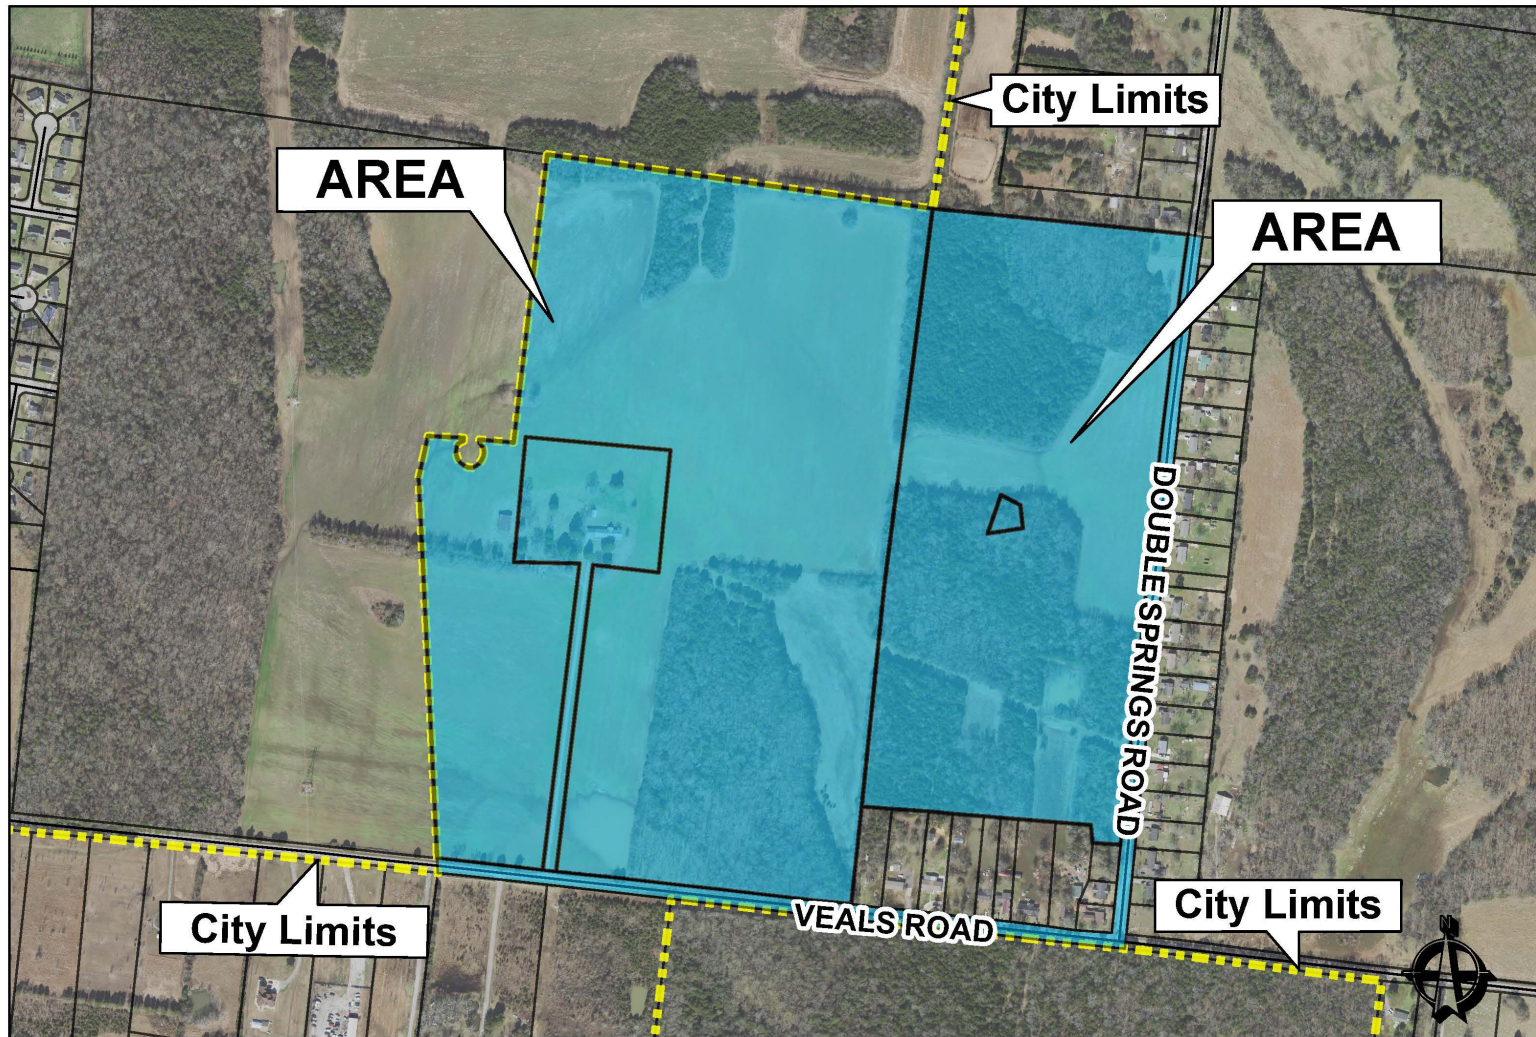 City Limits
AREA
AREA
DOUBLE SPRINGS ROAD
City Limits
VEALS ROAD
City Limits
N